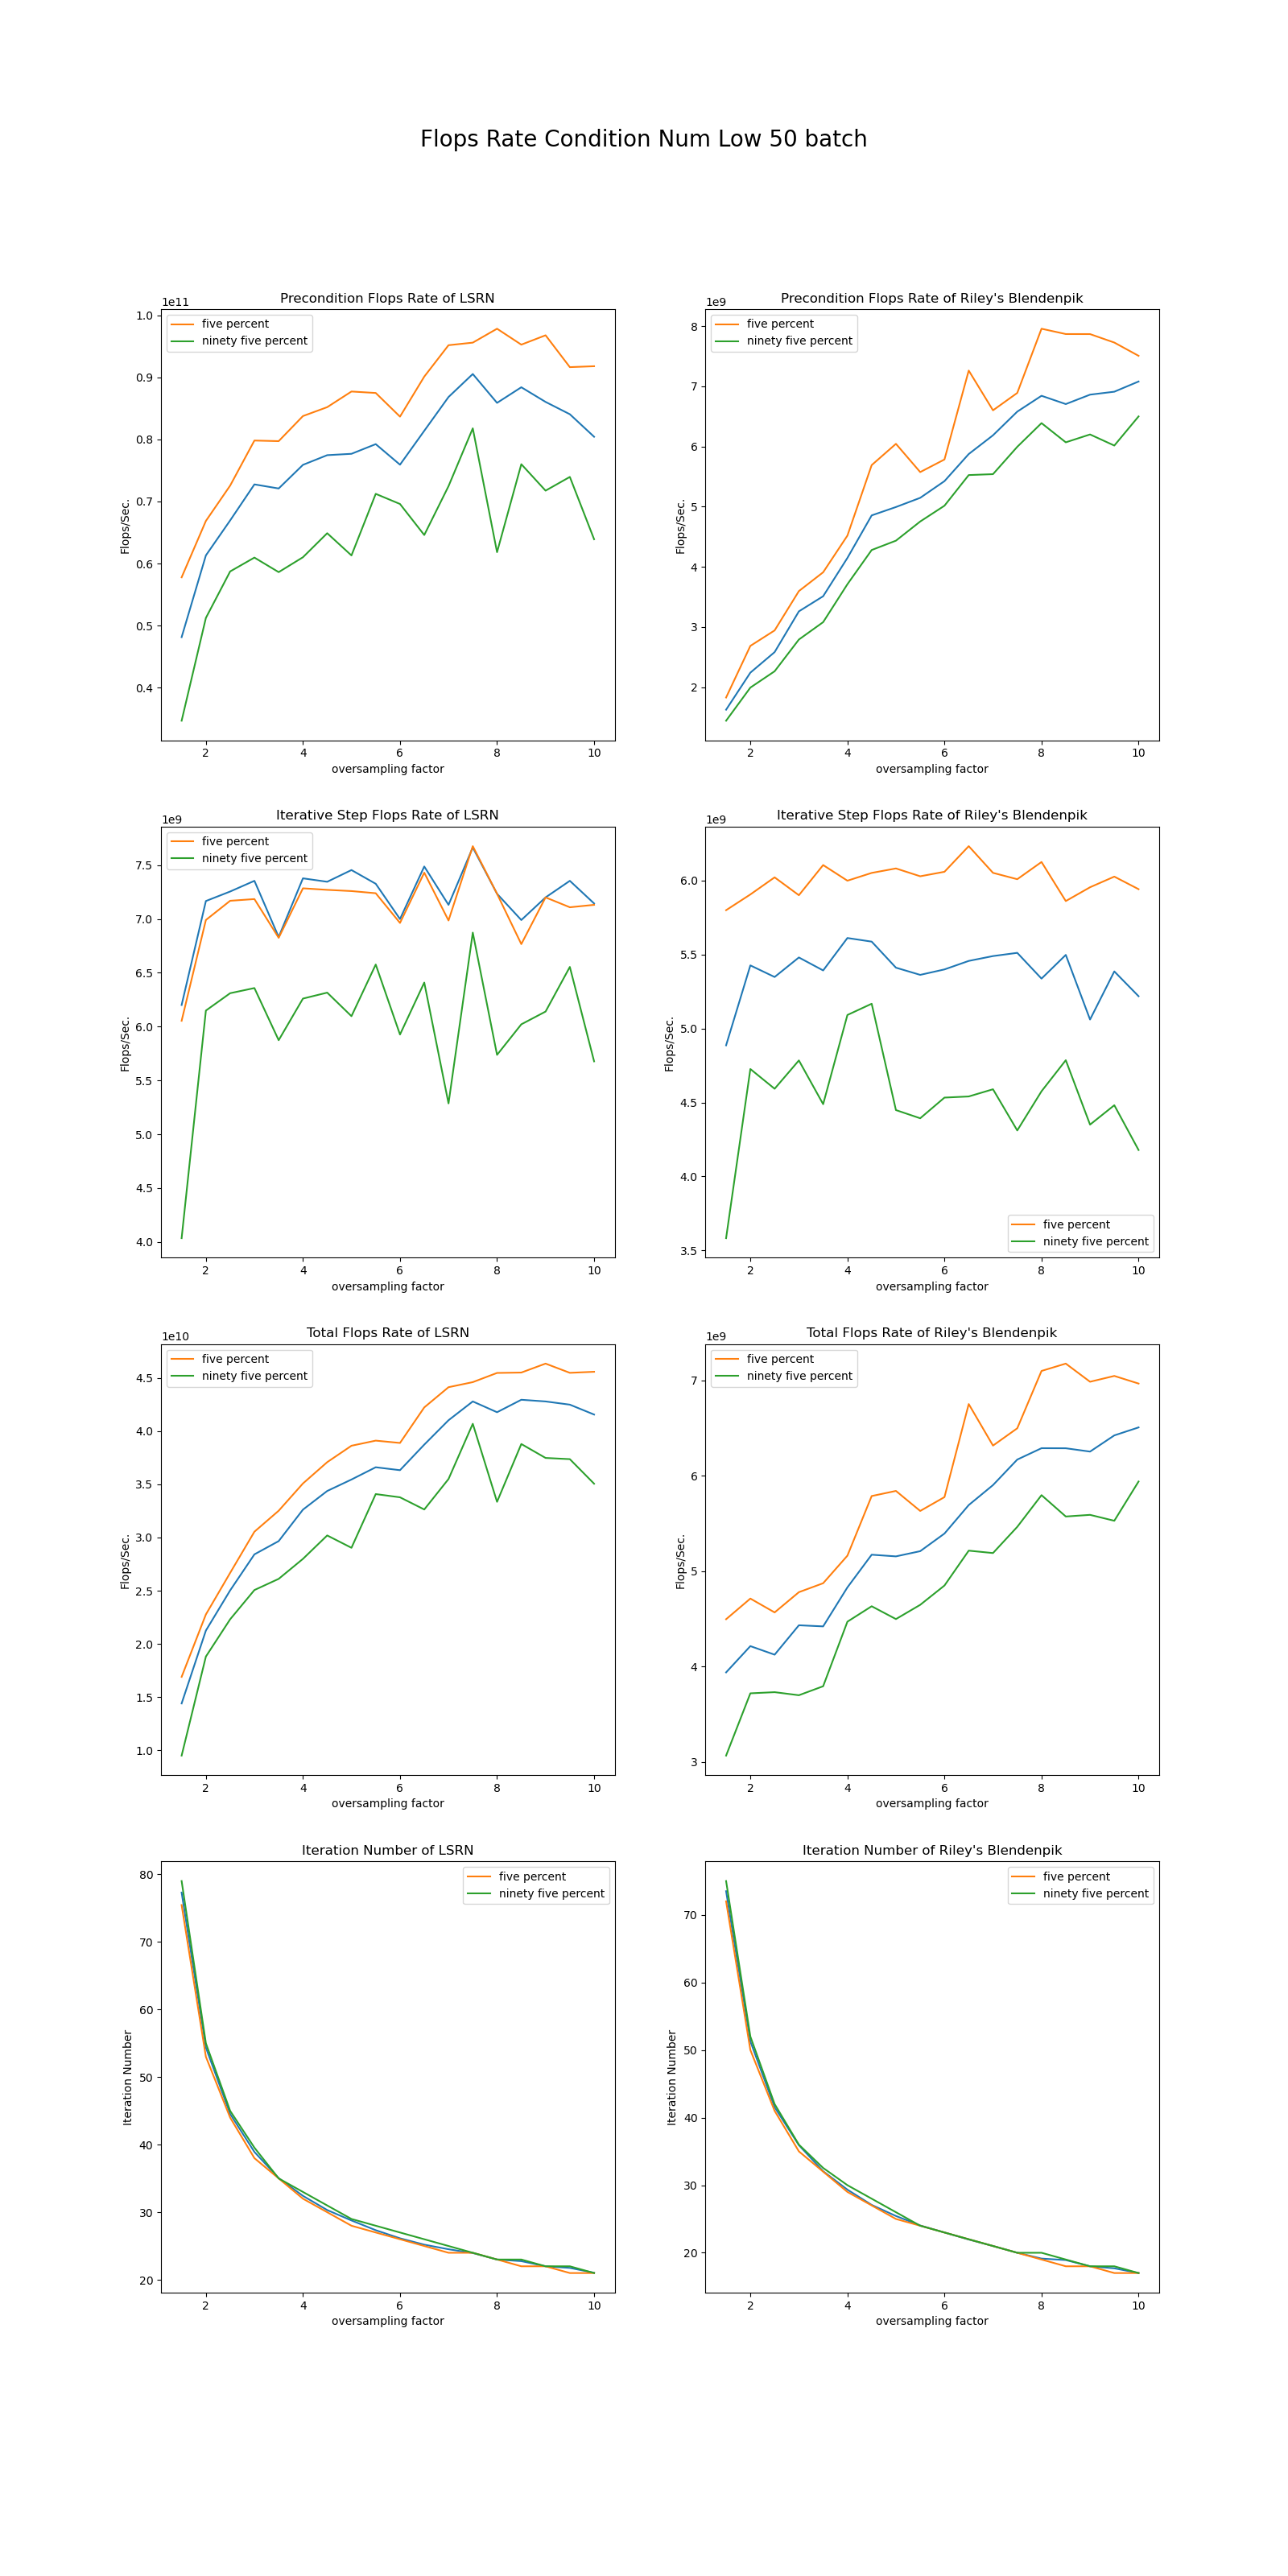 Flops Rate Condition Num Low 50 batch
Precondition Flops Rate of LSRN
1e11
five percent
ninety five percent
1.0
0.9
0.8
0.7
0.6
0.5
0.4
Flops/Sec.
2 4 6 8 10
oversampling factor
Precondition Flops Rate of Riley's Blendenpik
1e9
five percent
ninety five percent
8
7
6
5
4
3
2
Flops/Sec.
2 4 6 8 10
oversampling factor
Iterative Step Flops Rate of LSRN
1e9
five percent
ninety five percent
7.5
7.0
6.5
6.0
5.5
5.0
4.5
4.0
Flops/Sec.
2 4 6 8 10
oversampling factor
Iterative Step Flops Rate of Riley's Blendenpik
1e9
6.0
5.5
5.0
4.5
4.0
3.5
Flops/Sec.
five percent
ninety five percent
2 4 6 8 10
oversampling factor
Total Flops Rate of LSRN
1e10
five percent
ninety five percent
4.5
4.0
3.5
3.0
2.5
2.0
1.5
1.0
Flops/Sec.
2 4 6 8 10
oversampling factor
Total Flops Rate of Riley's Blendenpik
1e9
five percent
ninety five percent
7
6
5
4
3
Flops/Sec.
2 4 6 8 10
oversampling factor
Iteration Number of LSRN
five percent
ninety five percent
80
70
60
50
40
30
20
Iteration Number
2 4 6 8 10
oversampling factor
Iteration Number of Riley's Blendenpik
five percent
ninety five percent
70
60
50
40
30
20
Iteration Number
2 4 6 8 10
oversampling factor